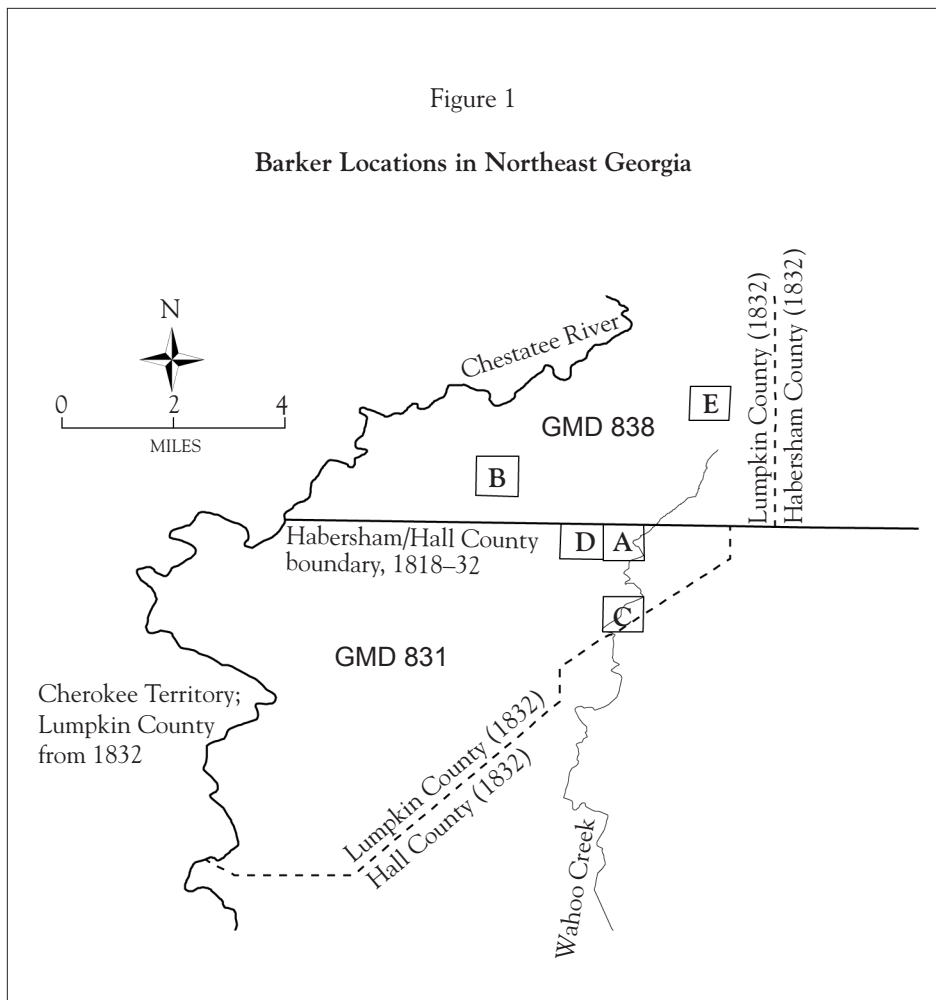 Figure 1
Barker Locations in Northeast Georgia
N
0 2 4
MILES
Chestatee River
Lumpkin County (1832)
Habersham County (1832)
E
GMD 838
B
Habersham/Hall County
boundary, 1818–32
D A
C
GMD 831
Cherokee Territory;
Lumpkin County
from 1832
Lumpkin County (1832)
Hall County (1832)
Wahoo Creek